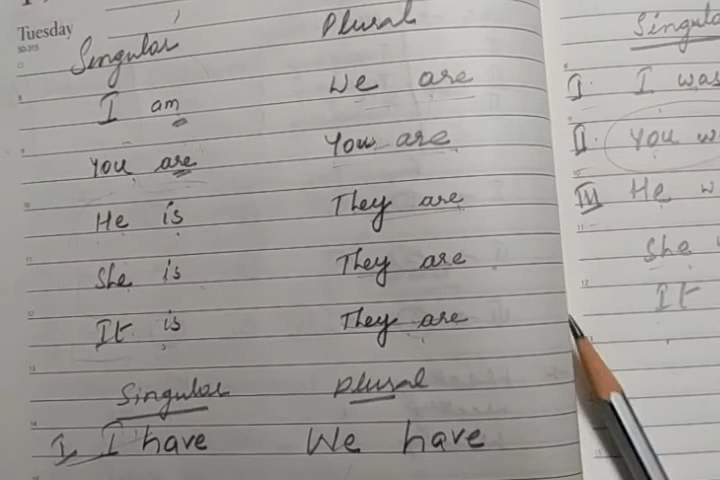 Tuesday
Singular Plural
I am We are
You are You are
He is They are
She is They are
It is They are
Singular Plural
I I have We have
I I was
II You
III He
She
It